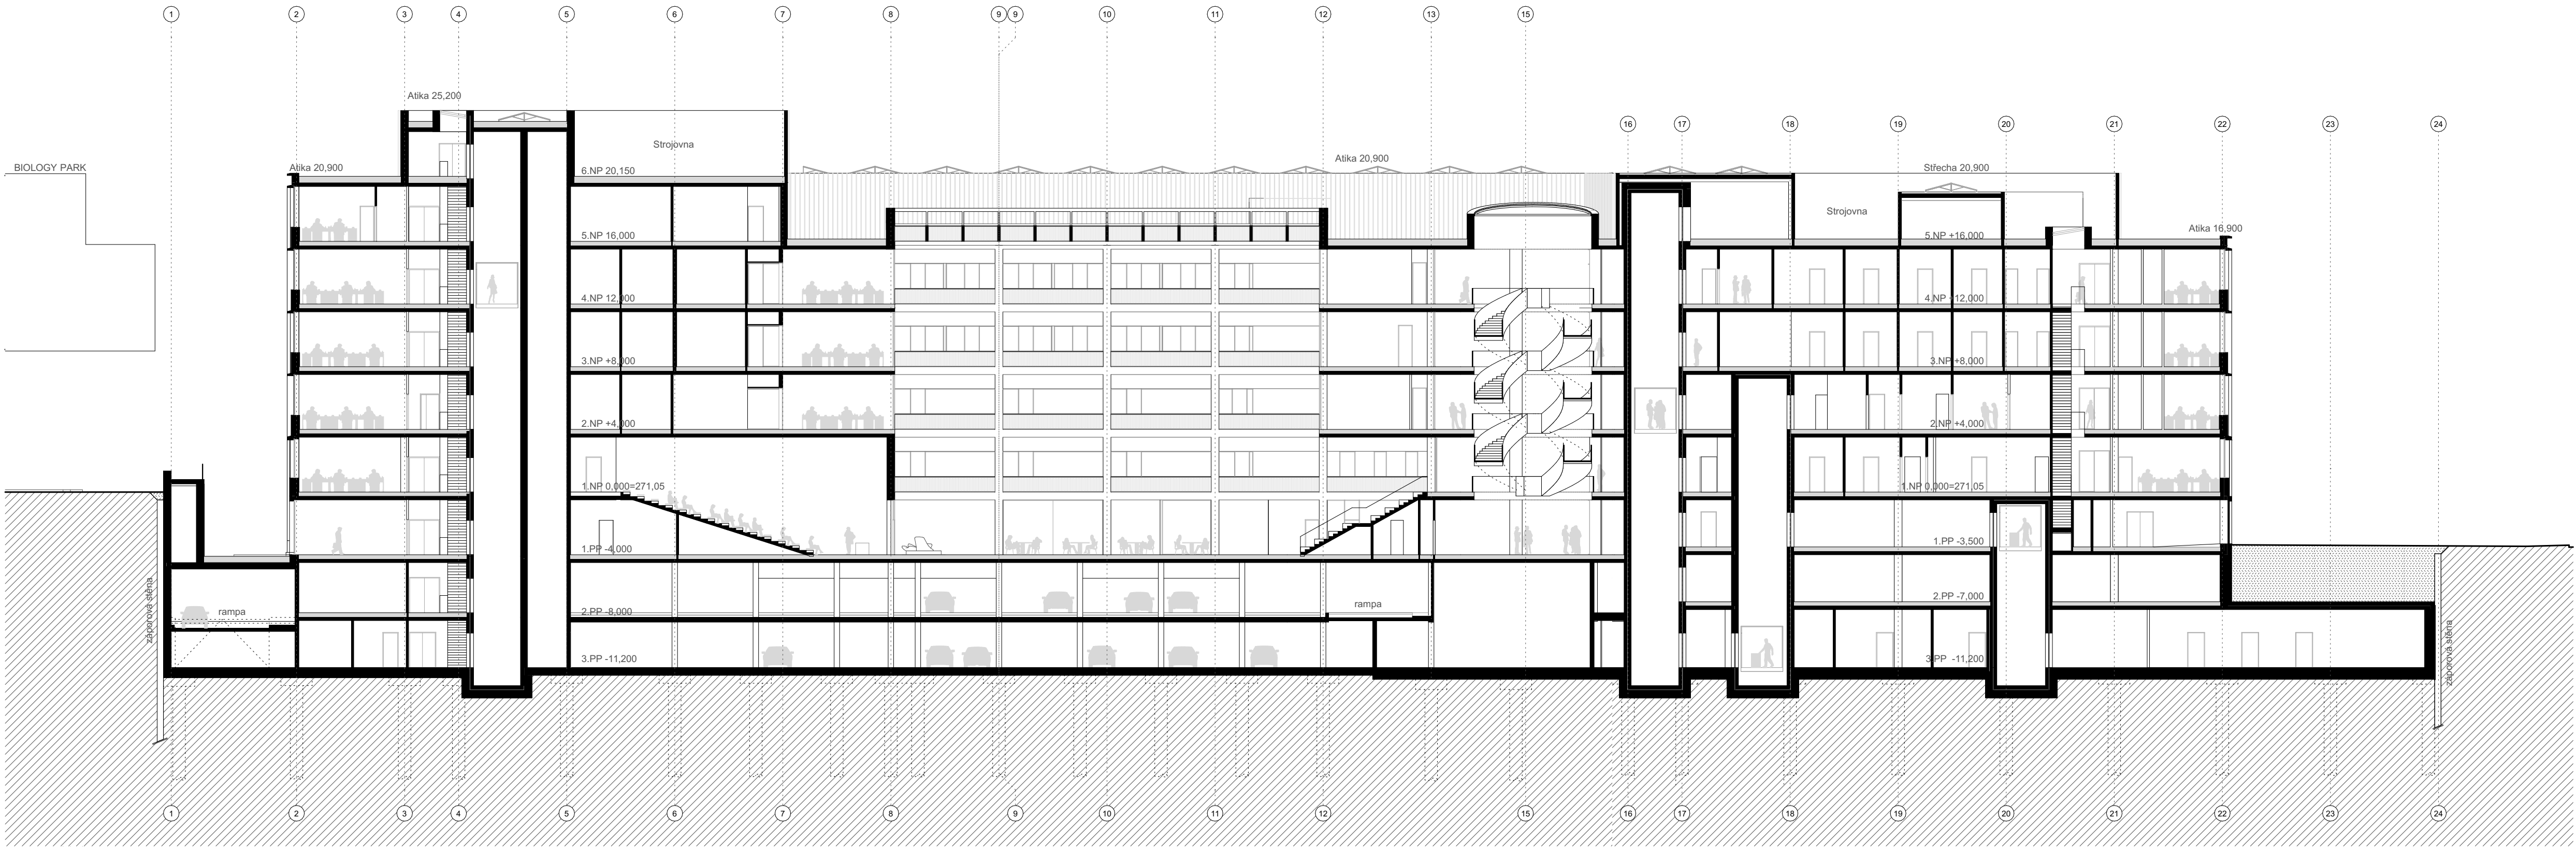 1 2 3 4 5 6 7 8 9 9 10 11 12 13 15
16 17 18 19 20 21 22 23 24
Atika 25,200
Strojovna
Atika 20,900
BIOLOGY PARK
Atika 20,900
Střecha 20,900
6.NP 20,150
Strojovna
Atika 16,900
5.NP 16,000
5.NP +16,000
4.NP 12,000
4.NP +12,000
3.NP +8,000
3.NP +8,000
2.NP +4,000
2.NP +4,000
1.NP 0,000=271,05
1.NP 0,000=271,05
1.PP -4,000
1.PP -3,500
záporová stěna
rampa
2.PP -8,000
rampa
2.PP -7,000
3.PP -11,200
3.PP -11,200
záporová stěna
1 2 3 4 5 6 7 8 9 10 11 12 15 16 17 18 19 20 21 22 23 24